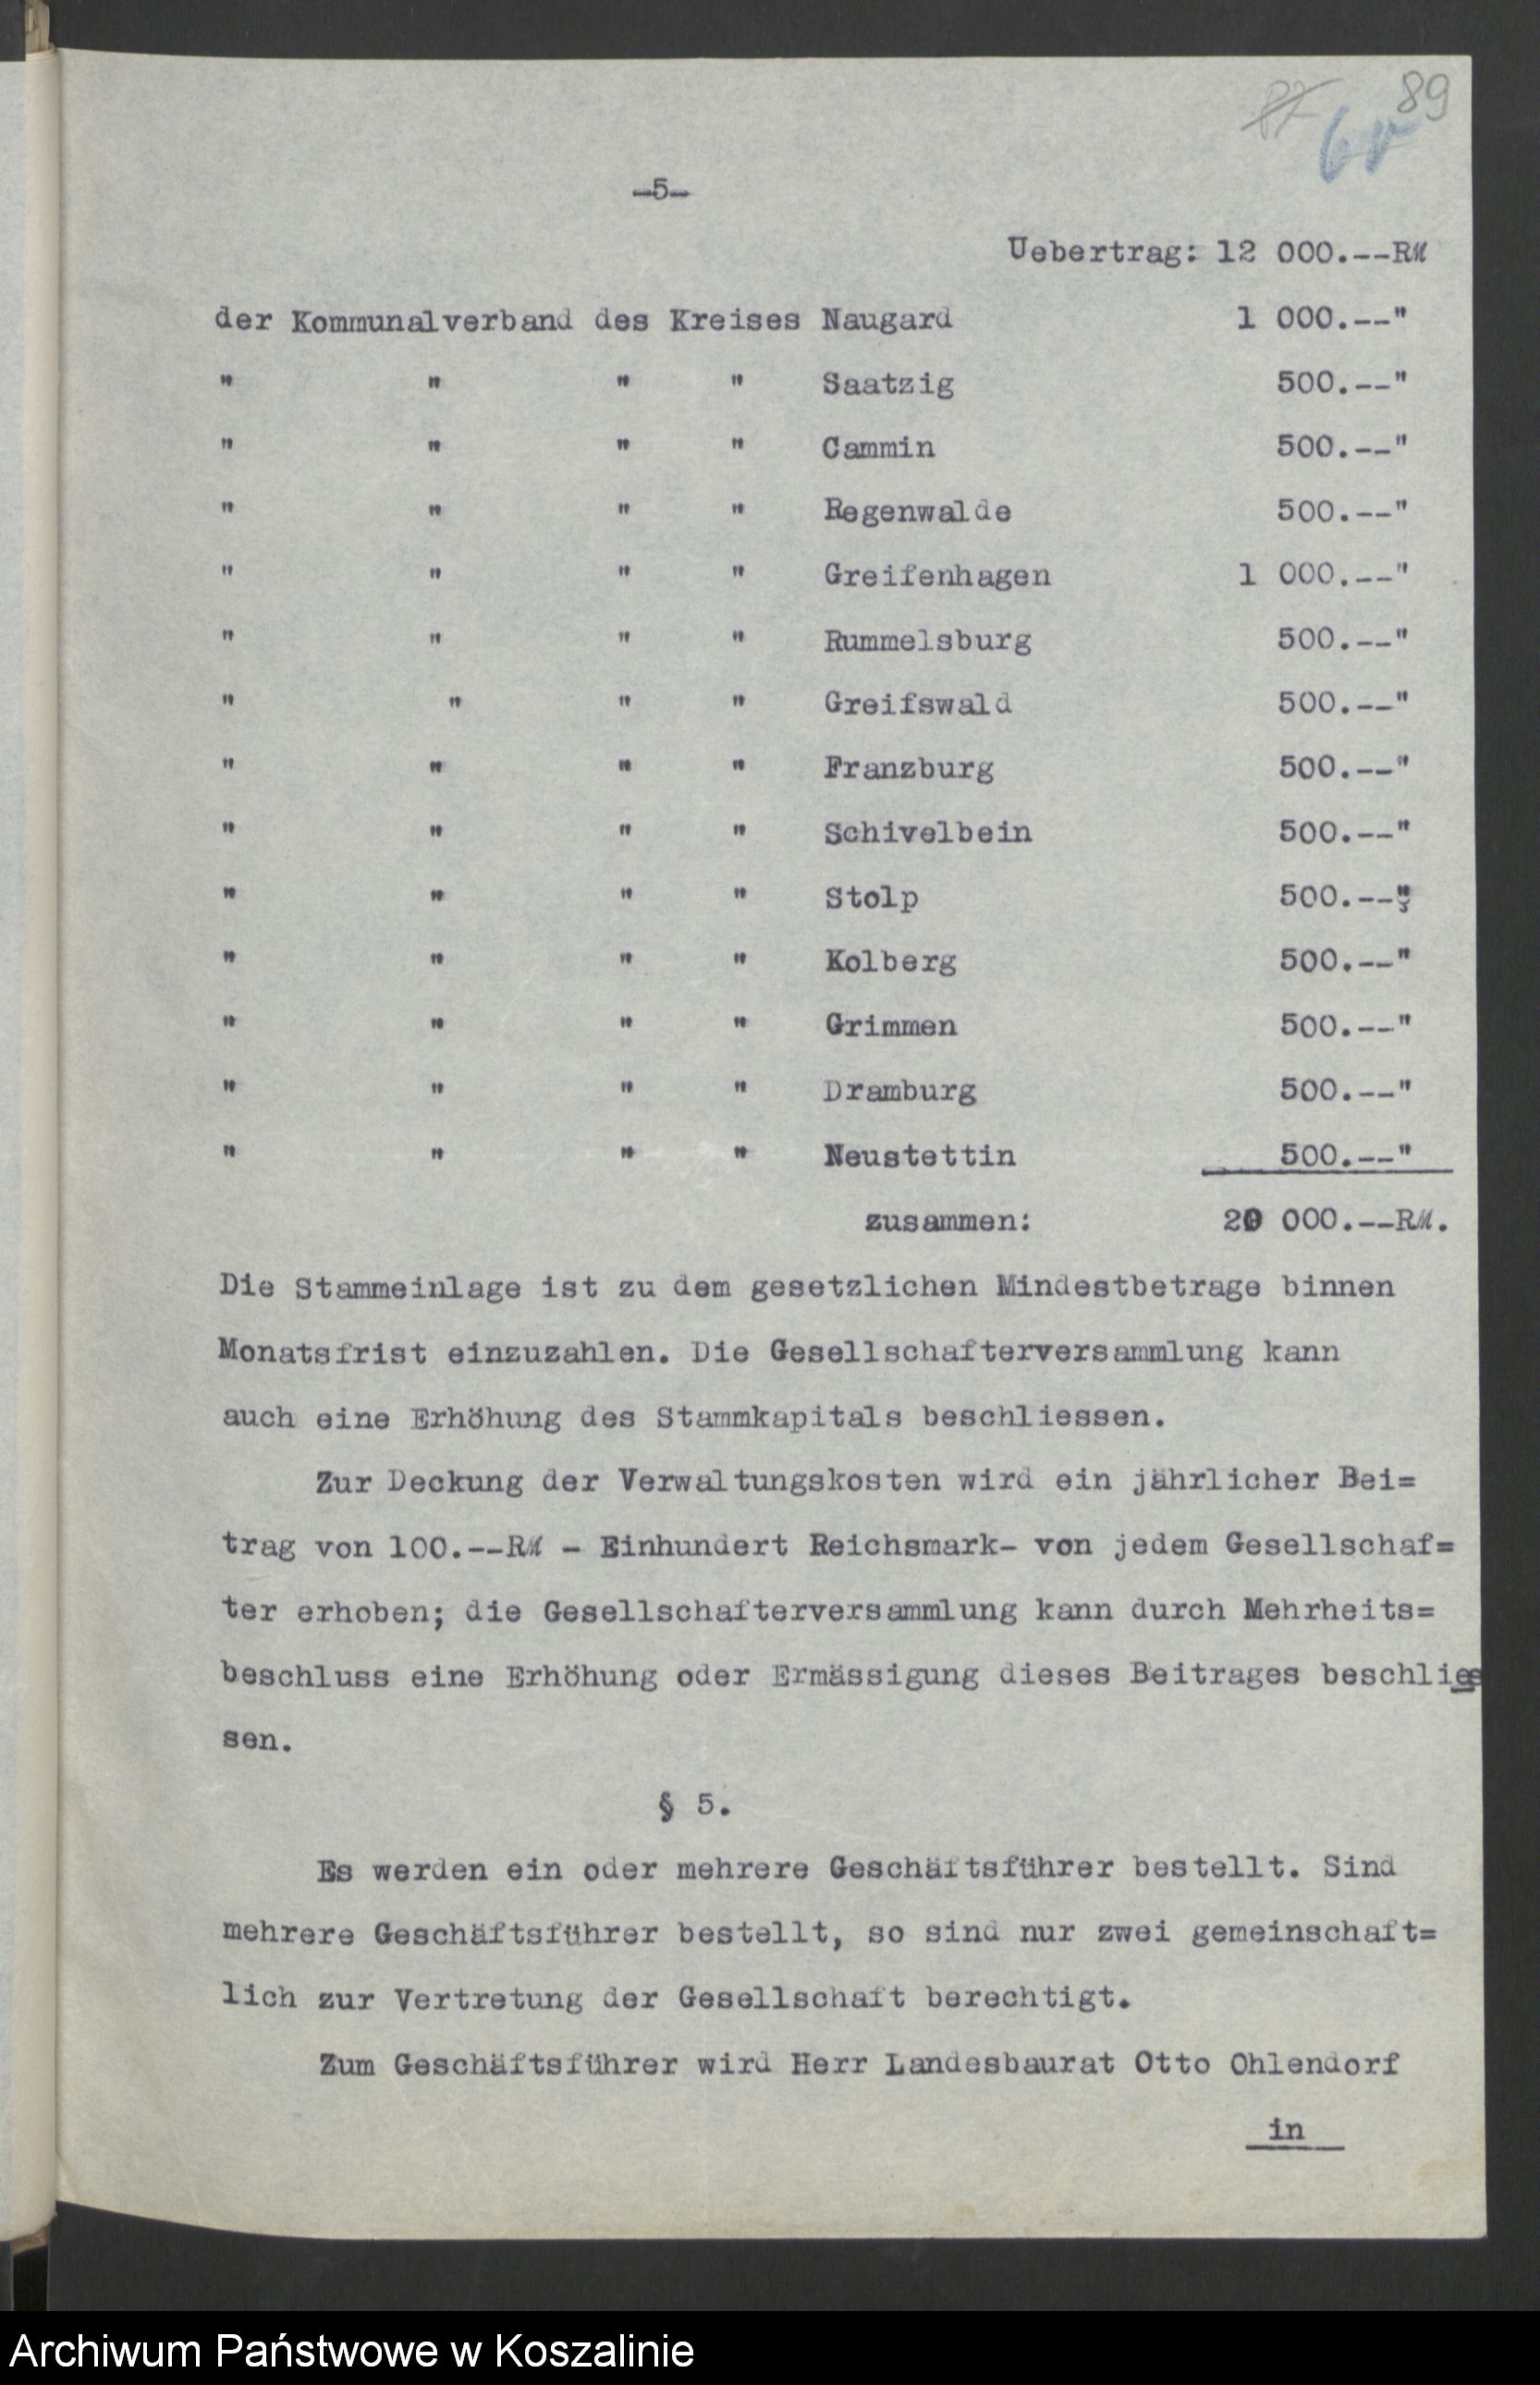 87 89
-5-
Uebertrag: 12 000.--RM
der Kommunalverband des Kreises Naugard 1 000.--"
" " " " Saatzig 500.--"
" " " " Cammin 500.--"
" " " " Regenwalde 500.--"
" " " " Greifenhagen 1 000.--"
" " " " Rummelsburg 500.--"
" " " " Greifswald 500.--"
" " " " Franzburg 500.--"
" " " " Schivelbein 500.--"
" " " " Stolp 500.--"
" " " " Kolberg 500.--"
" " " " Grimmen 500.--"
" " " " Dramburg 500.--"
" " " " Neustettin 500.--"
zusammen: 20 000.--RM.
Die Stammeinlage ist zu dem gesetzlichen Mindestbetrage binnen
Monatsfrist einzuzahlen. Die Gesellschafterversammlung kann
auch eine Erhöhung des Stammkapitals beschliessen.
Zur Deckung der Verwaltungskosten wird ein jährlicher Bei=
trag von 100.--RM - Einhundert Reichsmark- von jedem Gesellschaf=
ter erhoben; die Gesellschafterversammlung kann durch Mehrheits=
beschluss eine Erhöhung oder Ermässigung dieses Beitrages beschlies
sen.
§ 5.
Es werden ein oder mehrere Geschäftsführer bestellt. Sind
mehrere Geschäftsführer bestellt, so sind nur zwei gemeinschaft=
lich zur Vertretung der Gesellschaft berechtigt.
Zum Geschäftsführer wird Herr Landesbaurat Otto Ohlendorf
in
Archiwum Państwowe w Koszalinie